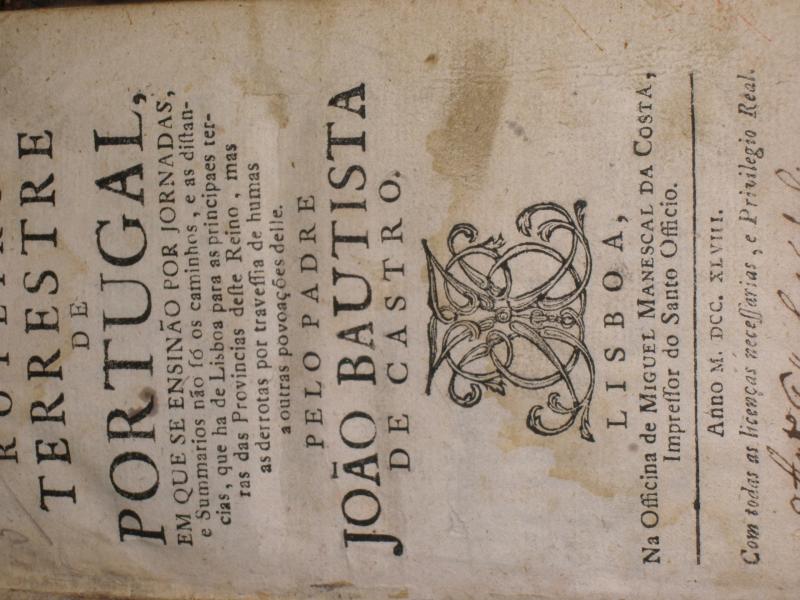 ROTEIRO
TERRESTRE
DE
PORTUGAL,
EM QUE SE ENSINÃO POR JORNADAS,
e Summarios não ſó os caminhos, e as diſtan-
cias, que ha de Lisboa para as principaes ter-
ras das Provincias deſte Reino, mas
as derrotas por traveſſia de humas
a outras povoações delle.
PELO PADRE
JOÃO BAUTISTA
DE CASTRO.
LISBOA,
Na Officina de MIGUEL MANESCAL DA COSTA,
Impreſſor do Santo Officio.
Anno M. DCC. XLVIII.
Com todas as licenças neceſſarias, e Privilegio Real.